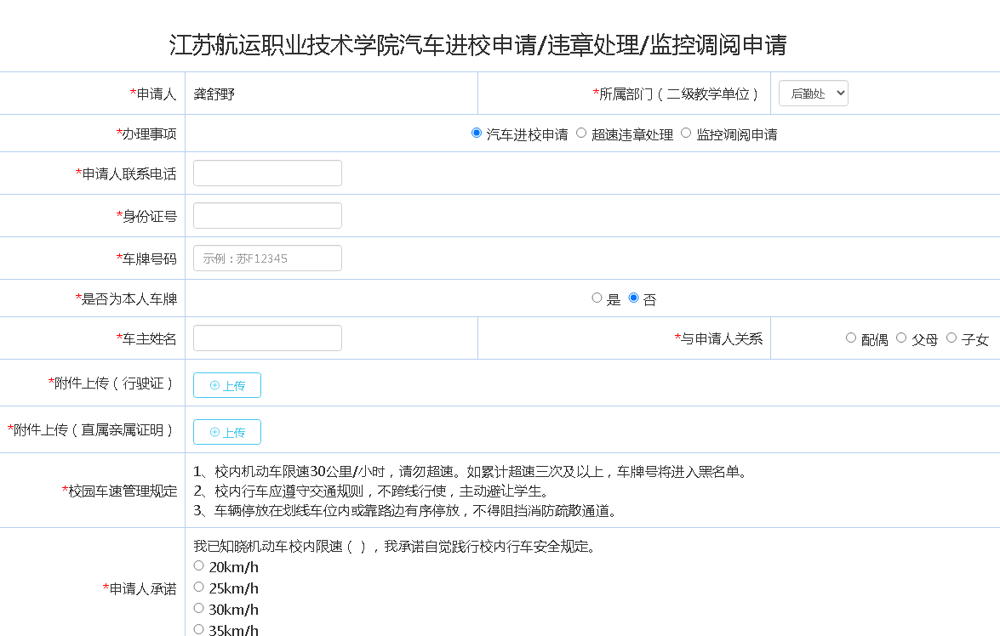 江苏航运职业技术学院汽车进校申请/违章处理/监控调阅申请
*申请人 龚舒野 *所属部门（二级教学单位） 后勤处
*办理事项 汽车进校申请 超速违章处理 监控调阅申请
*申请人联系电话
*身份证号
*车牌号码 示例：苏F12345
*是否为本人车牌 是 否
*车主姓名 *与申请人关系 配偶 父母 子女
*附件上传（行驶证） 上传
*附件上传（直属亲属证明） 上传
*校园车速管理规定
1、校内机动车限速30公里/小时，请勿超速。如累计超速三次及以上，车牌号将进入黑名单。
2、校内行车应遵守交通规则，不跨线行使，主动避让学生。
3、车辆停放在划线车位内或靠路边有序停放，不得阻挡消防疏散通道。
*申请人承诺
我已知晓机动车校内限速（ ），我承诺自觉践行校内行车安全规定。
20km/h
25km/h
30km/h
35km/h